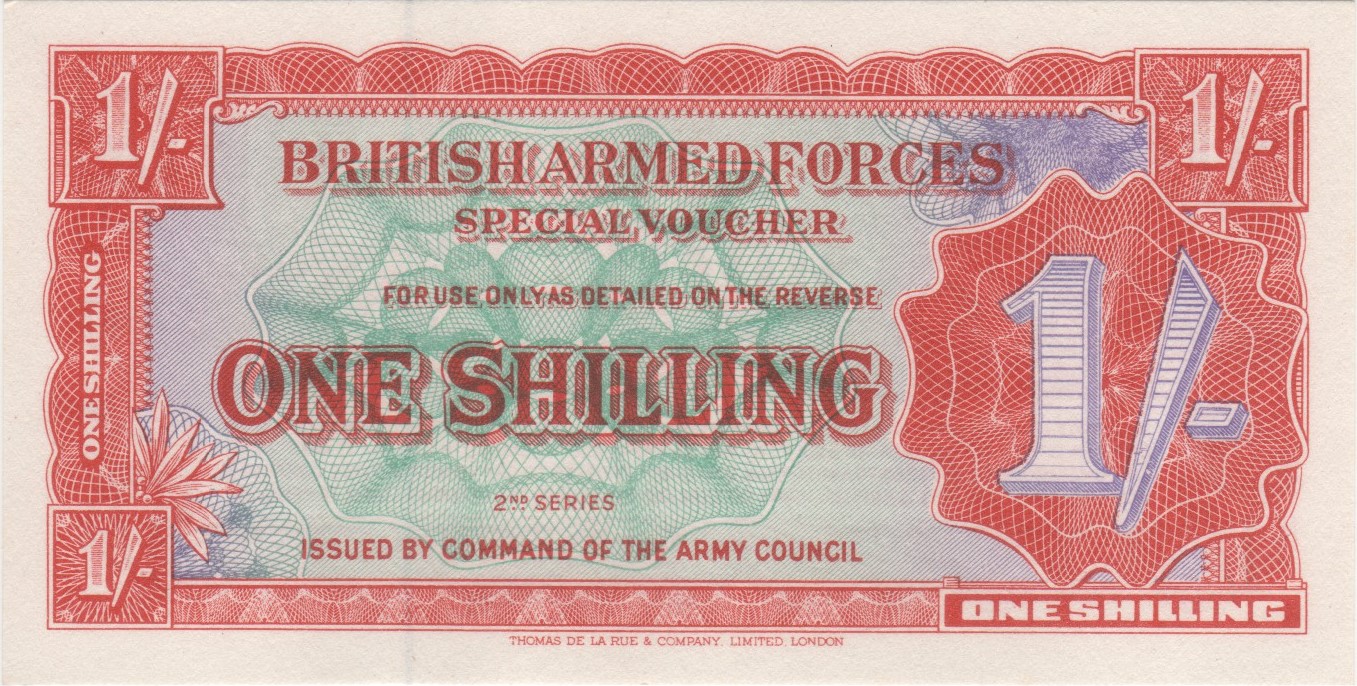 1/-
1/-
BRITISH ARMED FORCES
SPECIAL VOUCHER
FOR USE ONLY AS DETAILED ON THE REVERSE
ONE SHILLING
1/-
ONE SHILLING
2ND SERIES
ISSUED BY COMMAND OF THE ARMY COUNCIL
1/-
ONE SHILLING
THOMAS DE LA RUE & COMPANY, LIMITED, LONDON